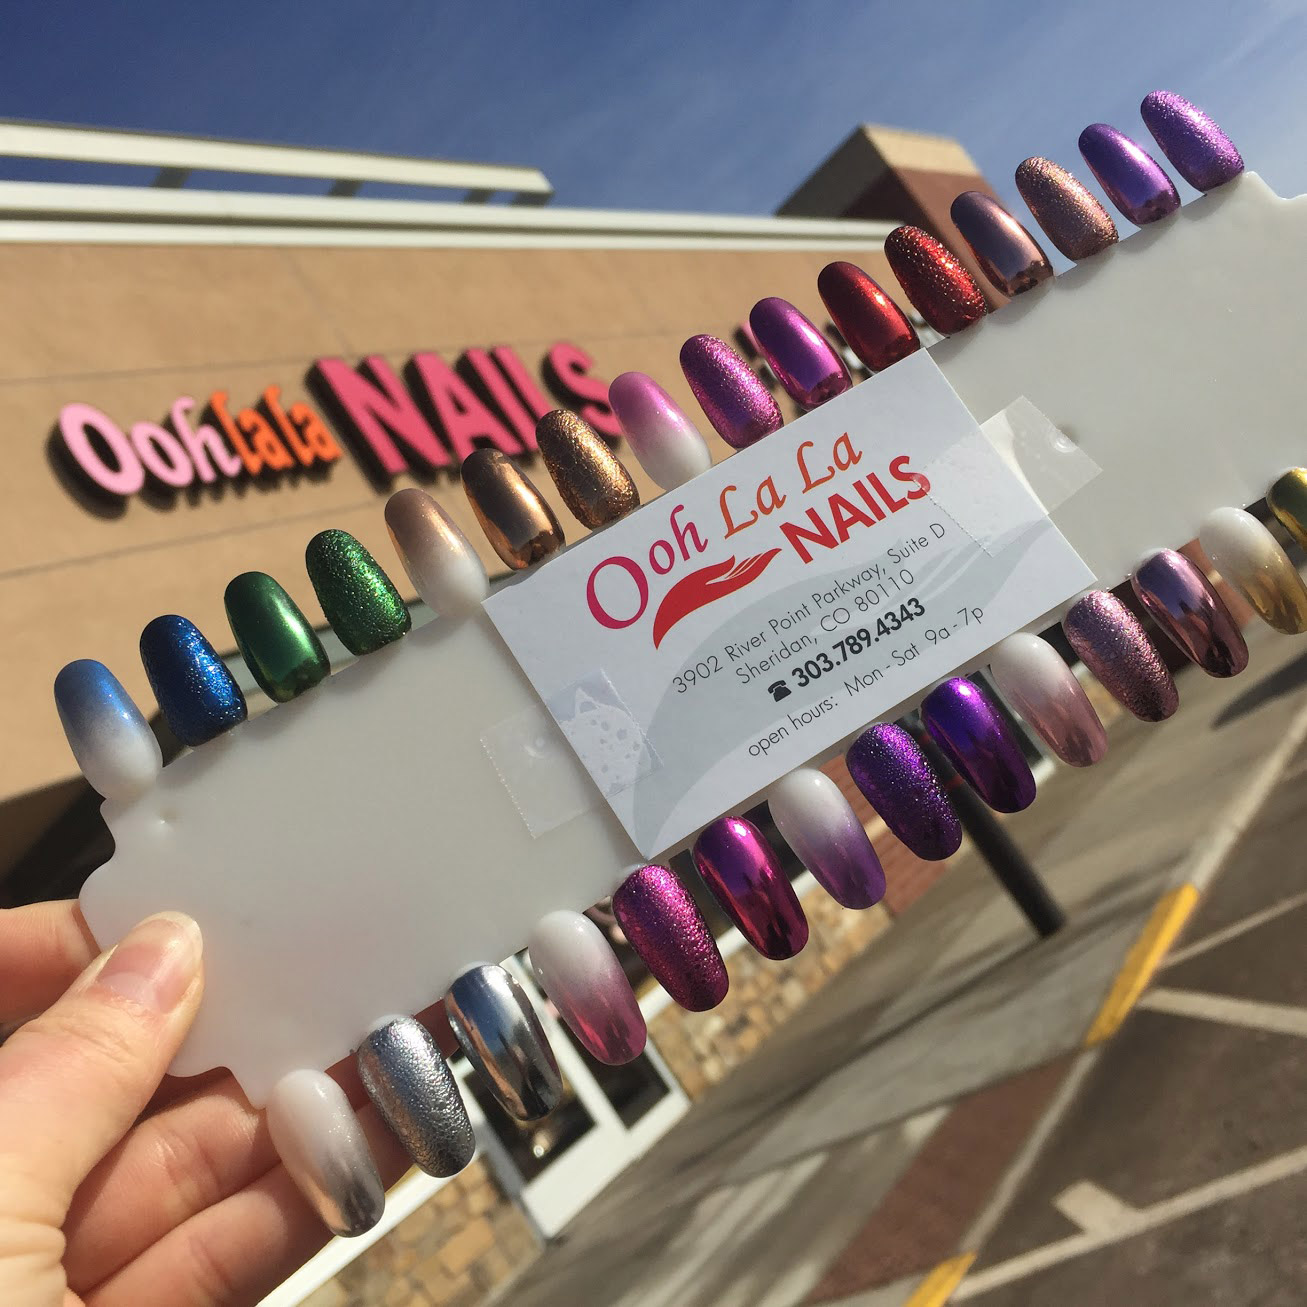 Ooh la la NAILS
Ooh La La
NAILS
3902 River Point Parkway, Suite D
Sheridan, CO 80110
☎ 303.789.4343
open hours: Mon - Sat 9a - 7p